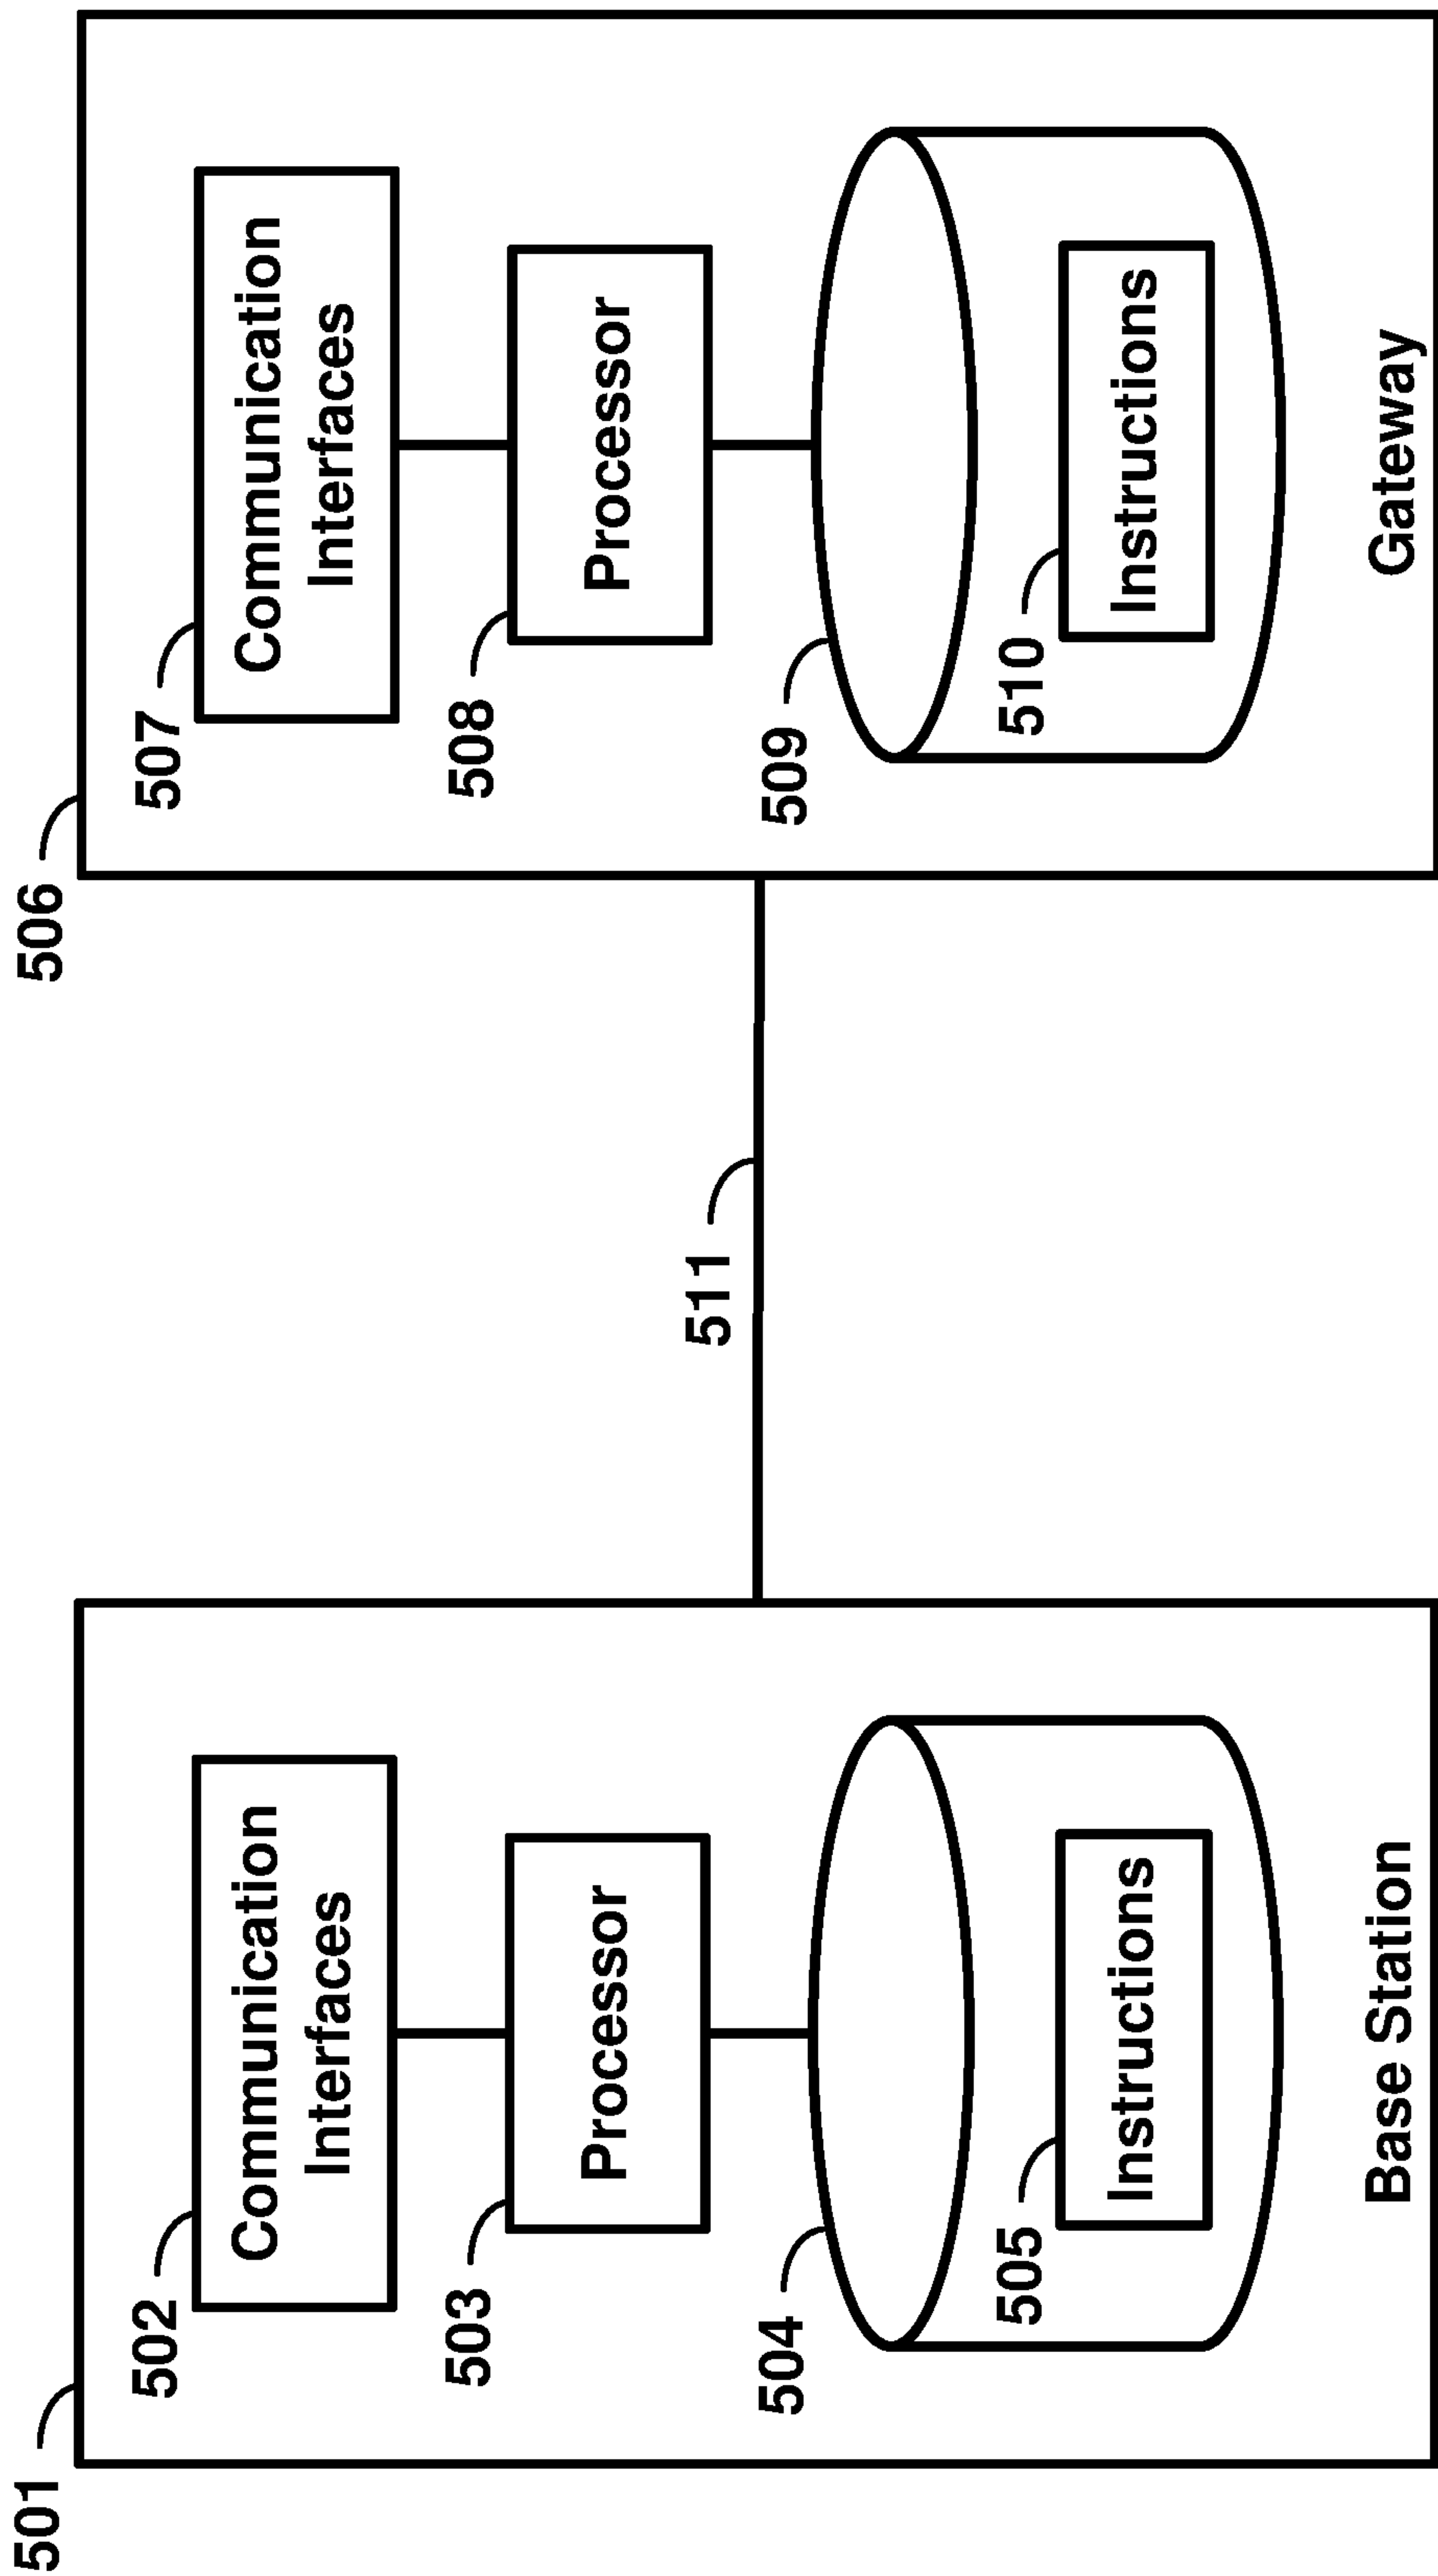 501
502
Communication
Interfaces
503
Processor
504
505
Instructions
Base Station
511
506
507
Communication
Interfaces
508
Processor
509
510
Instructions
Gateway